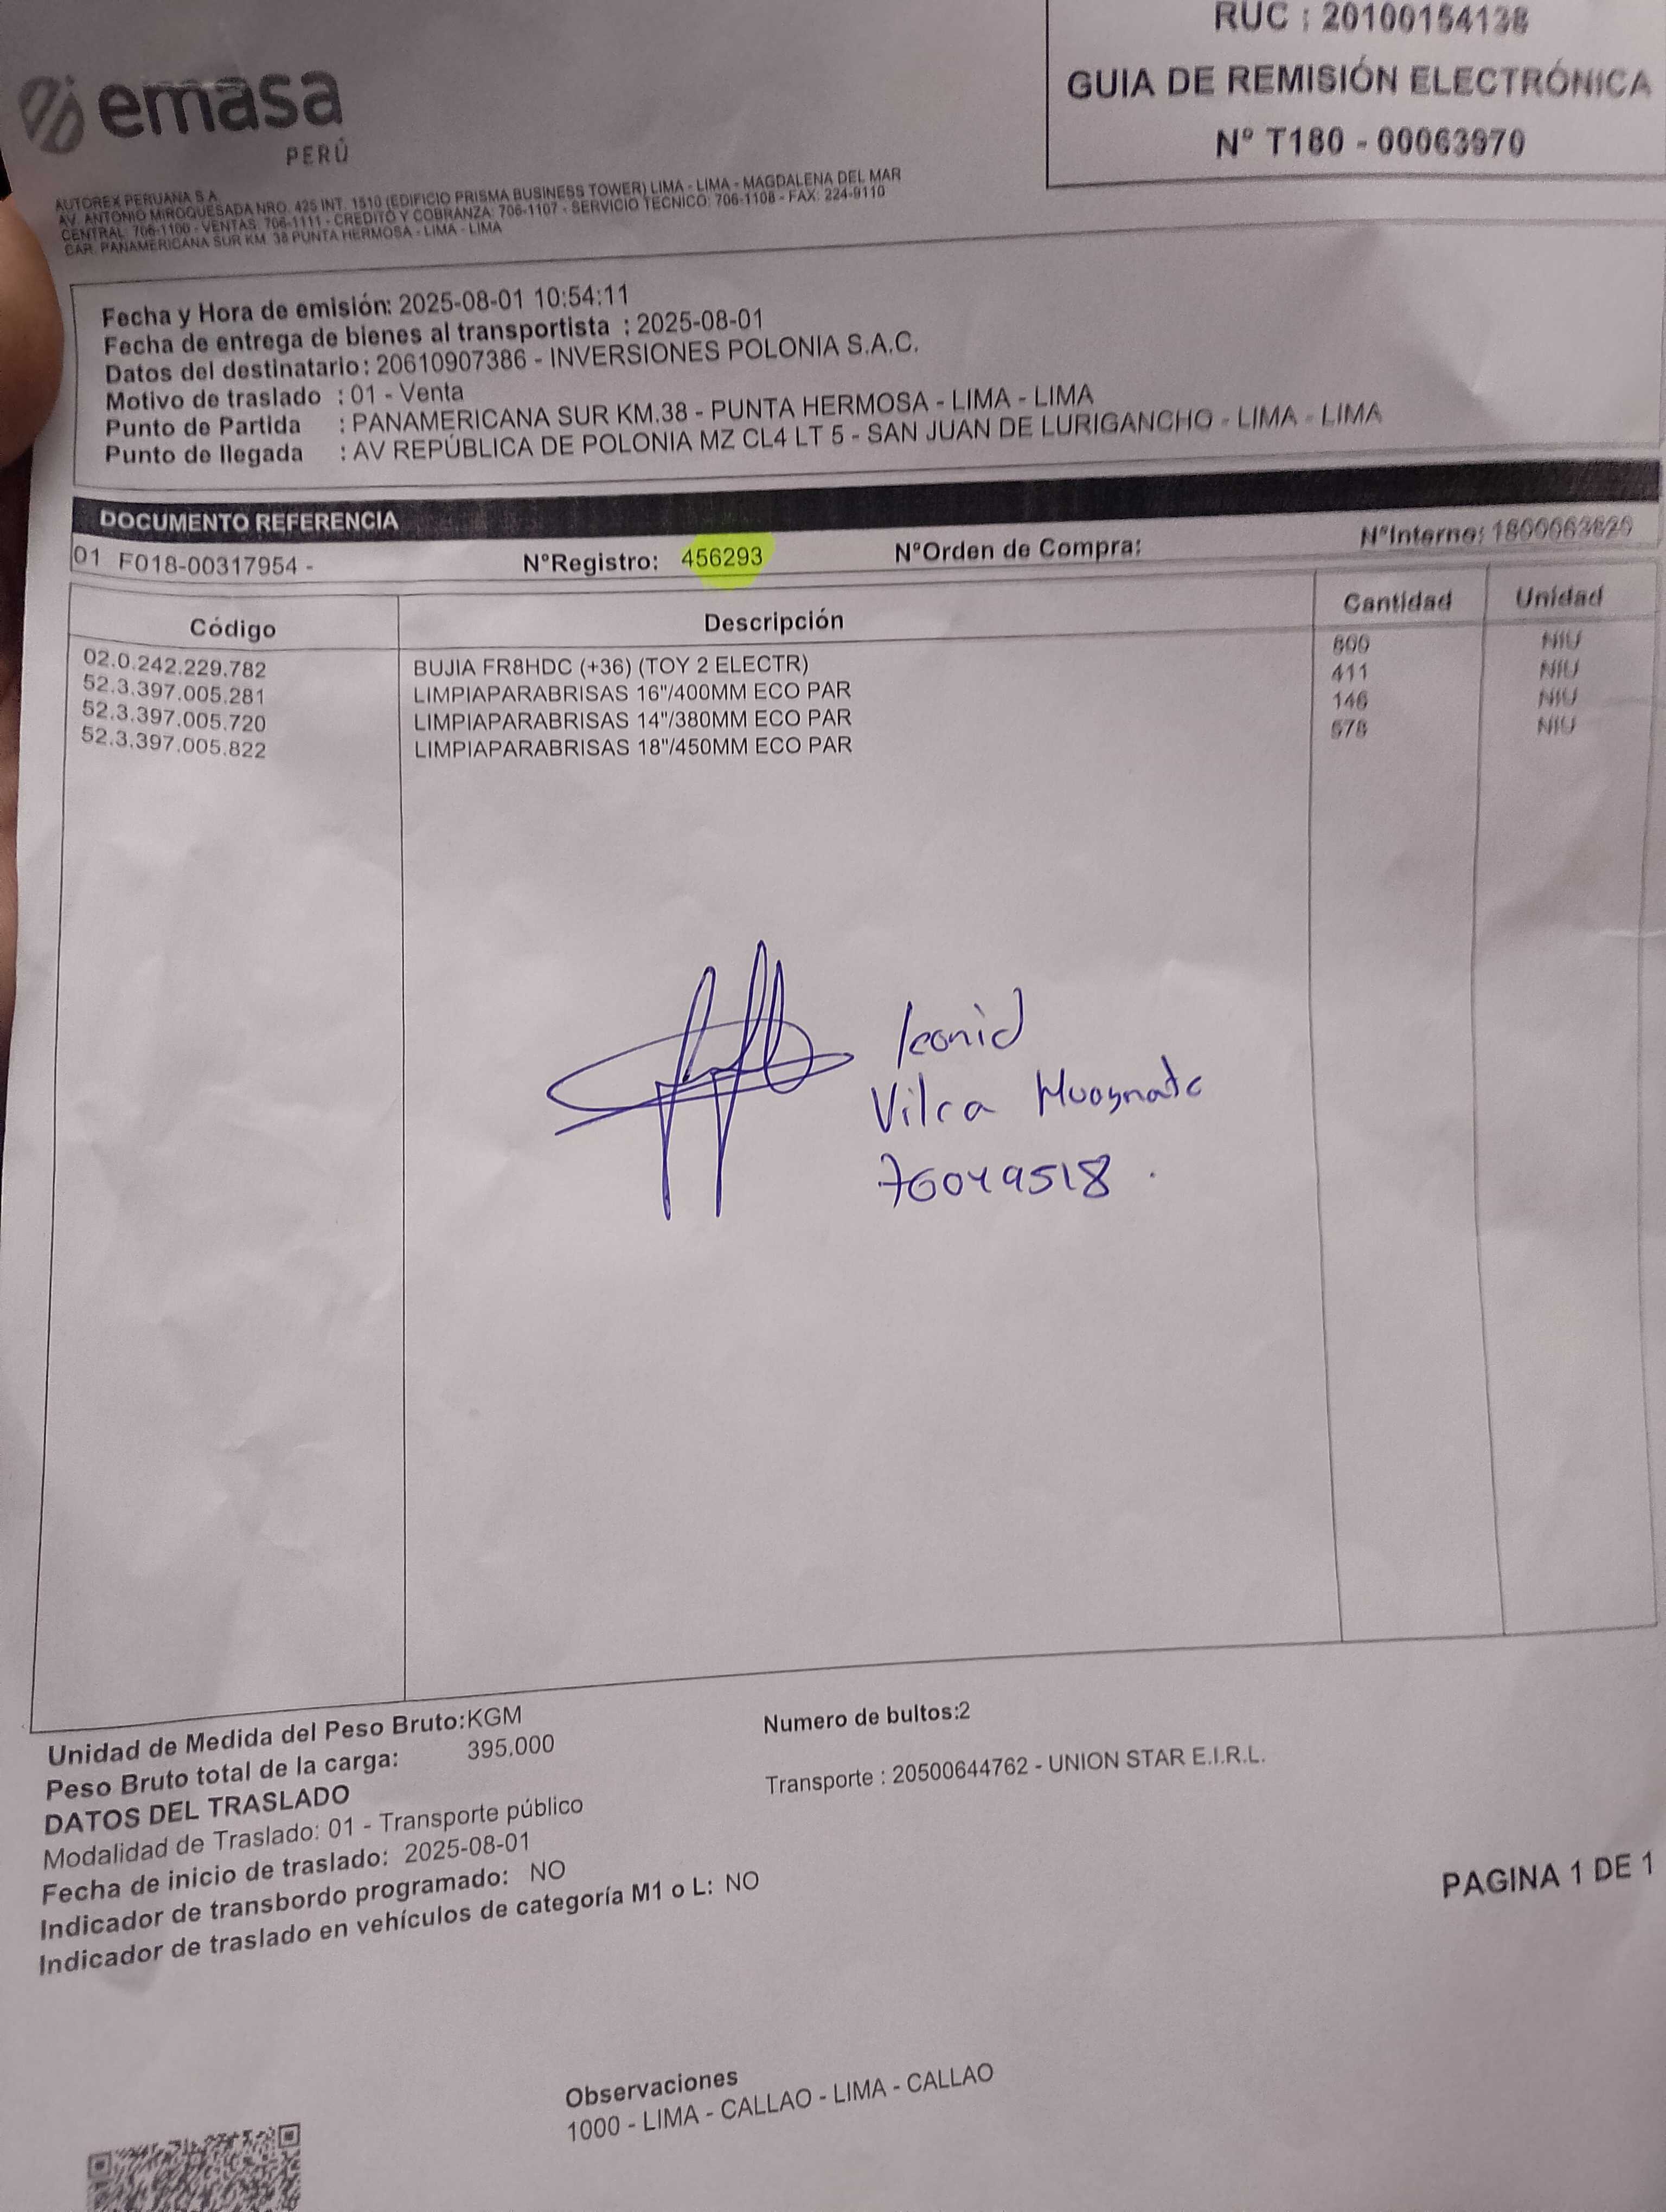 RUC : 20100154138
GUIA DE REMISIÓN ELECTRÓNICA
Nº T180 - 00063970
emasa
PERÚ
AUTOREX PERUANA S.A.
AV. ANTONIO MIROQUESADA NRO. 425 INT. 1510 (EDIFICIO PRISMA BUSINESS TOWER) LIMA - LIMA - MAGDALENA DEL MAR
CENTRAL: 706-1100 - VENTAS: 706-1111 - CREDITO Y COBRANZA: 706-1107 - SERVICIO TECNICO: 706-1108 - FAX: 224-9110
CAR. PANAMERICANA SUR KM. 38 PUNTA HERMOSA - LIMA - LIMA
Fecha y Hora de emisión: 2025-08-01 10:54:11
Fecha de entrega de bienes al transportista : 2025-08-01
Datos del destinatario : 20610907386 - INVERSIONES POLONIA S.A.C.
Motivo de traslado : 01 - Venta
Punto de Partida : PANAMERICANA SUR KM.38 - PUNTA HERMOSA - LIMA - LIMA
Punto de llegada : AV REPÚBLICA DE POLONIA MZ CL4 LT 5 - SAN JUAN DE LURIGANCHO - LIMA - LIMA
DOCUMENTO REFERENCIA
01 F018-00317954 - NºRegistro: 456293 NºOrden de Compra: NºInterno:
Código Descripción Cantidad Unidad
02.0.242.229.782 BUJIA FR8HDC (+36) (TOY 2 ELECTR) 800 NIU
52.3.397.005.281 LIMPIAPARABRISAS 16"/400MM ECO PAR 411 NIU
52.3.397.005.720 LIMPIAPARABRISAS 14"/380MM ECO PAR 146 NIU
52.3.397.005.822 LIMPIAPARABRISAS 18"/450MM ECO PAR 578 NIU
leonid
Vilca
76049518
Unidad de Medida del Peso Bruto:KGM Numero de bultos:2
Peso Bruto total de la carga: 395.000
DATOS DEL TRASLADO Transporte : 20500644762 - UNION STAR E.I.R.L.
Modalidad de Traslado: 01 - Transporte público
Fecha de inicio de traslado: 2025-08-01
Indicador de transbordo programado: NO
Indicador de traslado en vehículos de categoría M1 o L: NO
PAGINA 1 DE 1
Observaciones
1000 - LIMA - CALLAO - LIMA - CALLAO